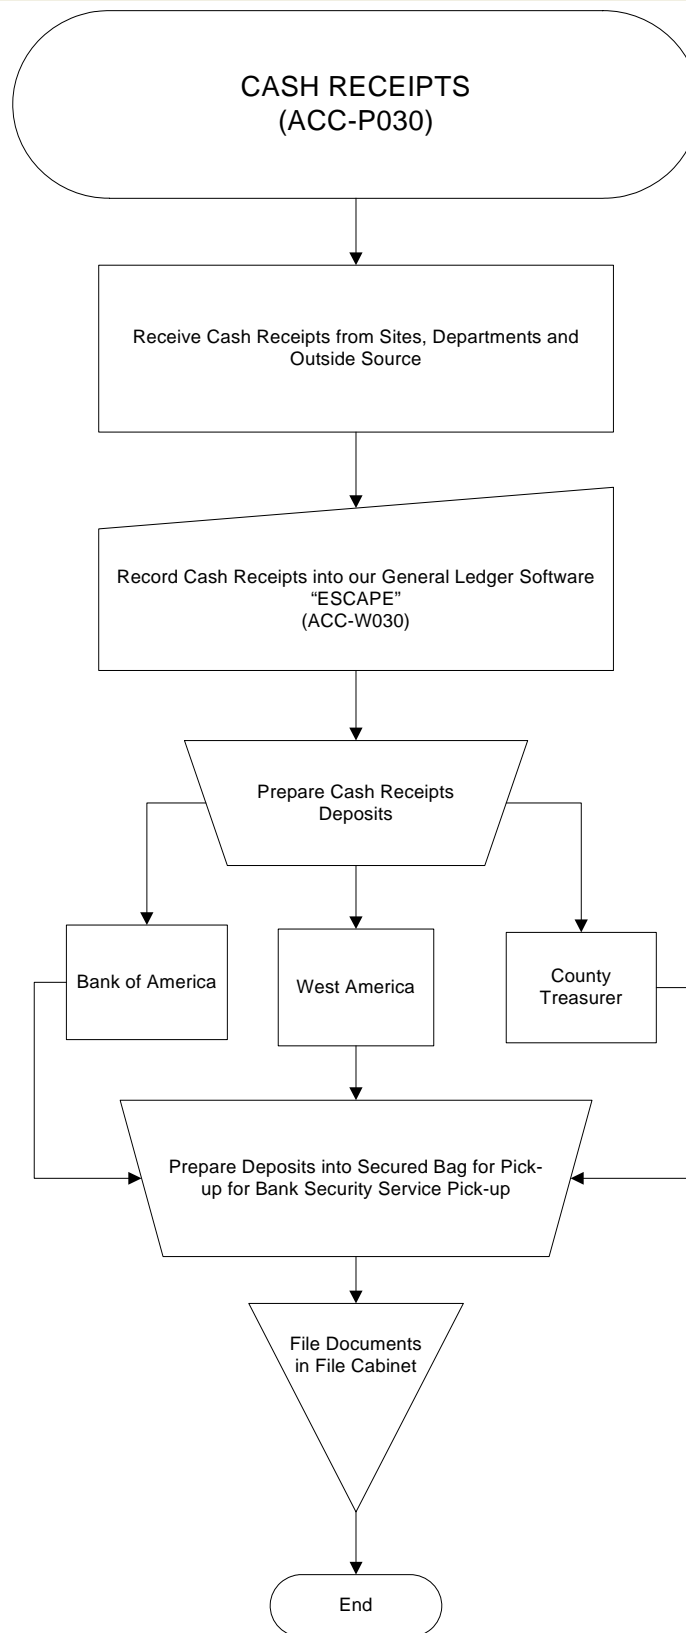 CASH RECEIPTS
(ACC-P030)
Receive Cash Receipts from Sites, Departments and
Outside Source
Record Cash Receipts into our General Ledger Software
“ESCAPE”
(ACC-W030)
Prepare Cash Receipts
Deposits
Bank of America
West America
County
Treasurer
Prepare Deposits into Secured Bag for Pick-
up for Bank Security Service Pick-up
File Documents
in File Cabinet
End